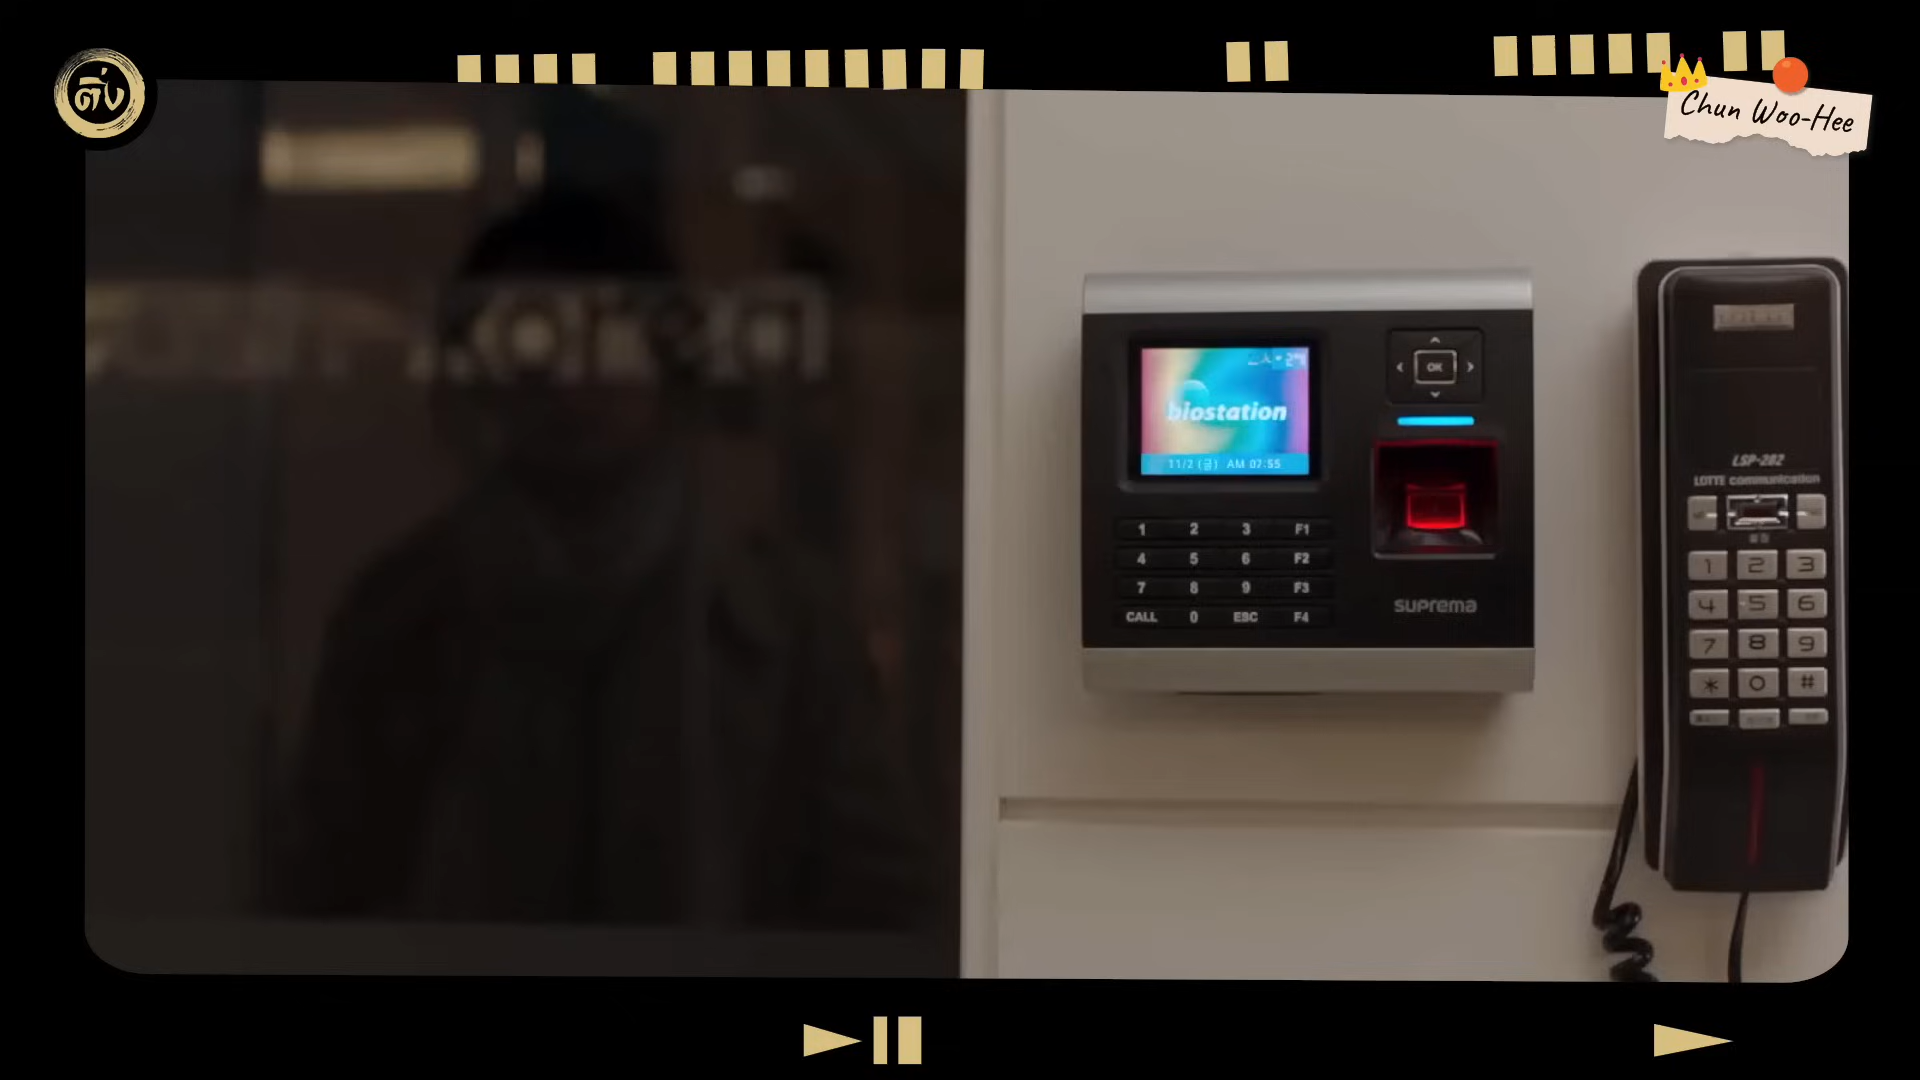 ติ่ง
Chun Woo-Hee
biostation
11/2 (금) AM 07:55
OK
1 2 3 F1
4 5 6 F2
7 8 9 F3
CALL 0 ESC F4
suprema
LSP-282
LOTTE communication
1 2 3
4 5 6
7 8 9
* 0 #